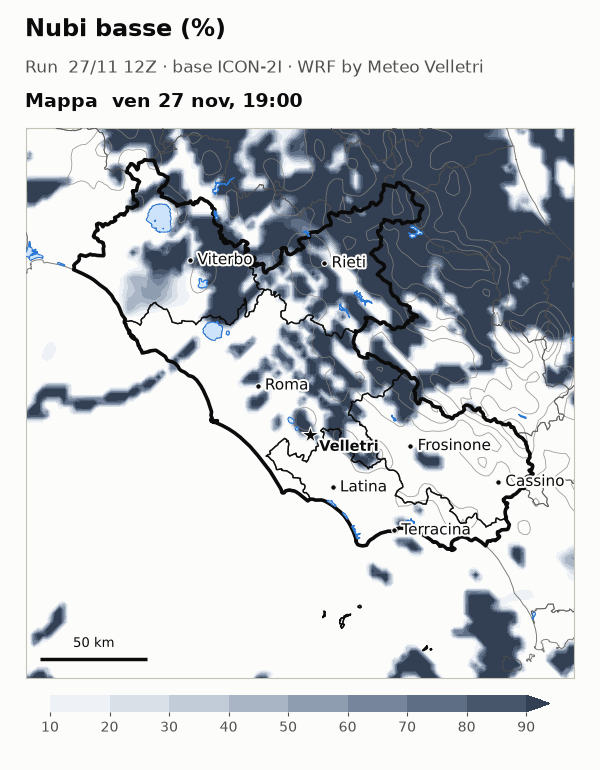 Nubi basse (%)
Run  27/11 12Z · base ICON-2I · WRF by Meteo Velletri
Mappa  ven 27 nov, 19:00
Viterbo
Rieti
Roma
Velletri
Frosinone
Cassino
Latina
Terracina
50 km
10 20 30 40 50 60 70 80 90